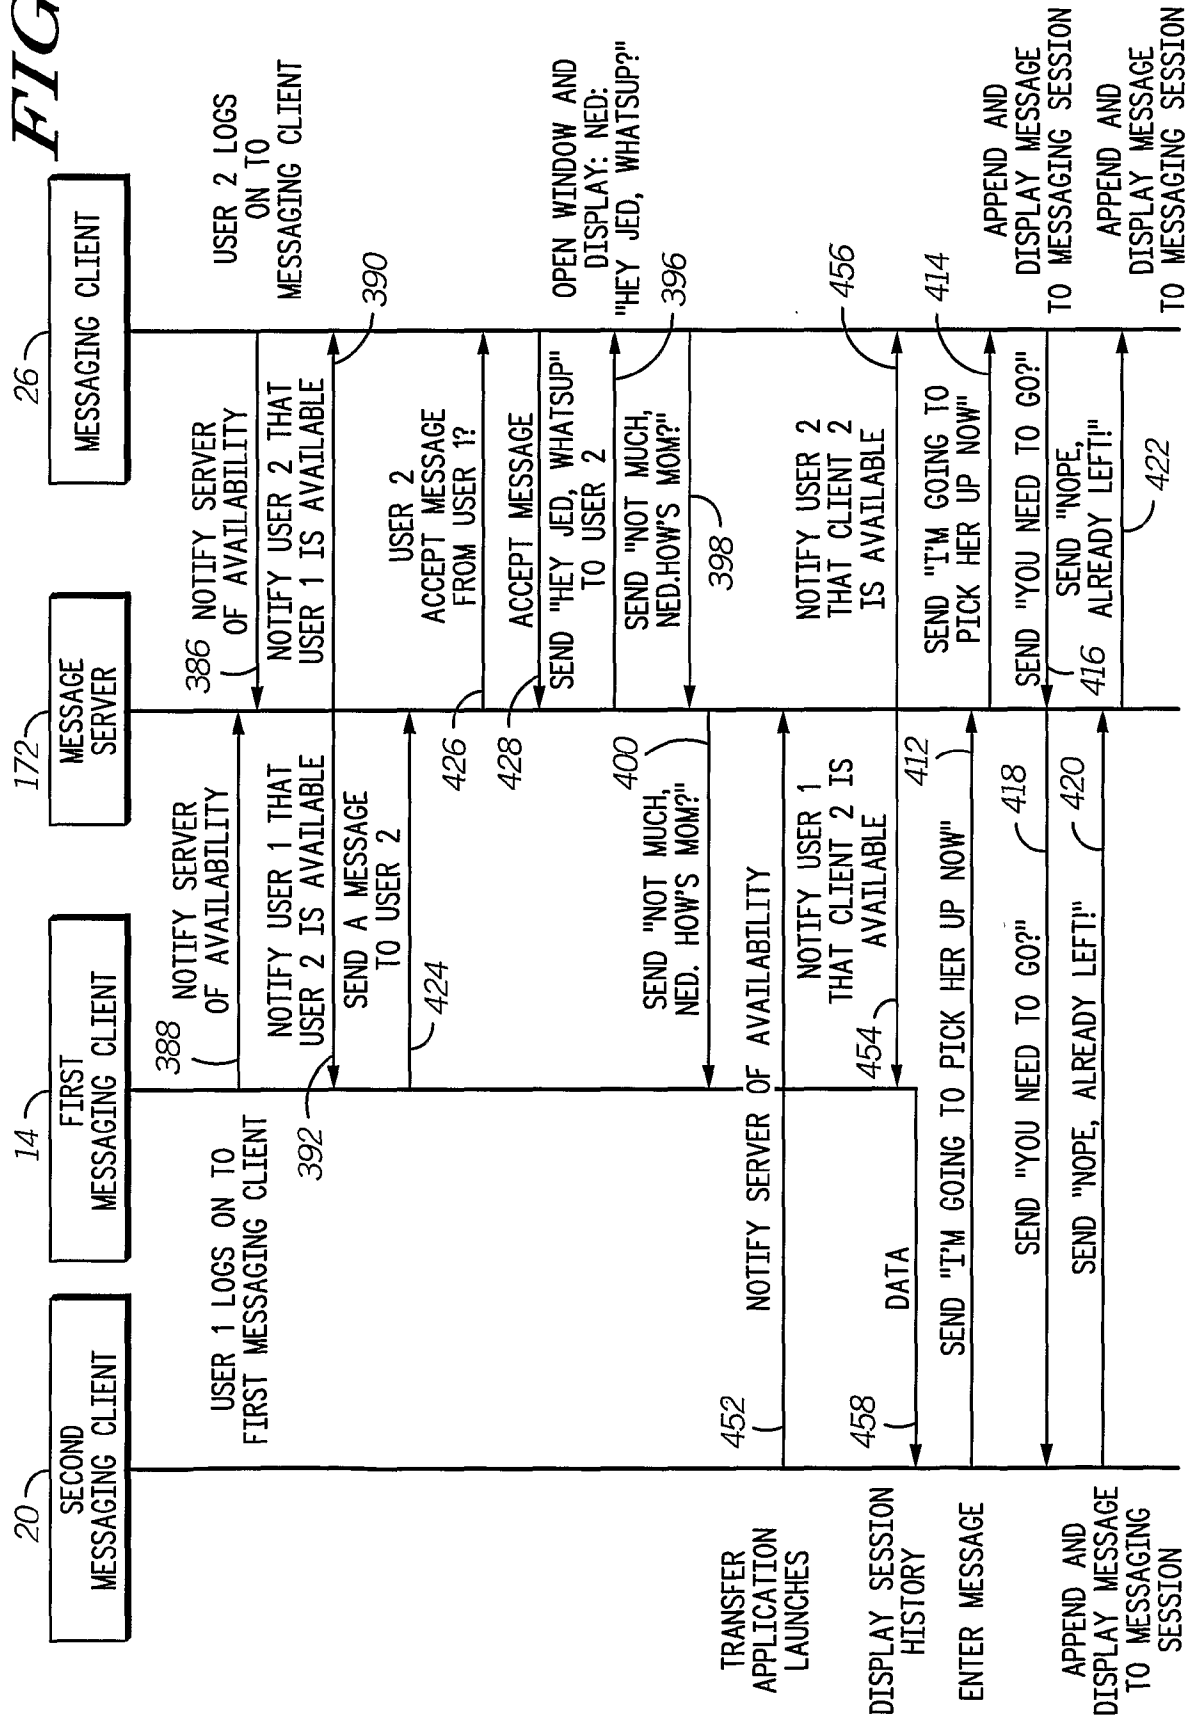 FIG
20
SECOND
MESSAGING CLIENT
14
FIRST
MESSAGING CLIENT
172
MESSAGE
SERVER
26
MESSAGING CLIENT
USER 2 LOGS
ON TO
MESSAGING CLIENT
388
NOTIFY SERVER
OF AVAILABILITY
386
NOTIFY SERVER
OF AVAILABILITY
USER 1 LOGS ON TO
FIRST MESSAGING CLIENT
392
NOTIFY USER 1 THAT
USER 2 IS AVAILABLE
NOTIFY USER 2 THAT
USER 1 IS AVAILABLE
390
SEND A MESSAGE
TO USER 2
424
USER 2
ACCEPT MESSAGE
FROM USER 1?
426
ACCEPT MESSAGE
428
SEND "HEY JED, WHATSUP"
TO USER 2
396
OPEN WINDOW AND
DISPLAY: NED:
"HEY JED, WHATSUP?"
SEND "NOT MUCH,
NED.HOW'S MOM?"
398
SEND "NOT MUCH,
NED. HOW'S MOM?"
400
TRANSFER
APPLICATION
LAUNCHES
452
NOTIFY SERVER OF AVAILABILITY
NOTIFY USER 1
THAT CLIENT 2 IS
AVAILABLE
454
NOTIFY USER 2
THAT CLIENT 2
IS AVAILABLE
456
DISPLAY SESSION
HISTORY
458
DATA
ENTER MESSAGE
SEND "I'M GOING TO PICK HER UP NOW"
412
SEND "I'M GOING TO
PICK HER UP NOW"
414
SEND "YOU NEED TO GO?"
418
SEND "YOU NEED TO GO?"
416
APPEND AND
DISPLAY MESSAGE
TO MESSAGING SESSION
APPEND AND
DISPLAY MESSAGE
TO MESSAGING
SESSION
SEND "NOPE, ALREADY LEFT!"
420
SEND "NOPE,
ALREADY LEFT!"
422
APPEND AND
DISPLAY MESSAGE
TO MESSAGING SESSION